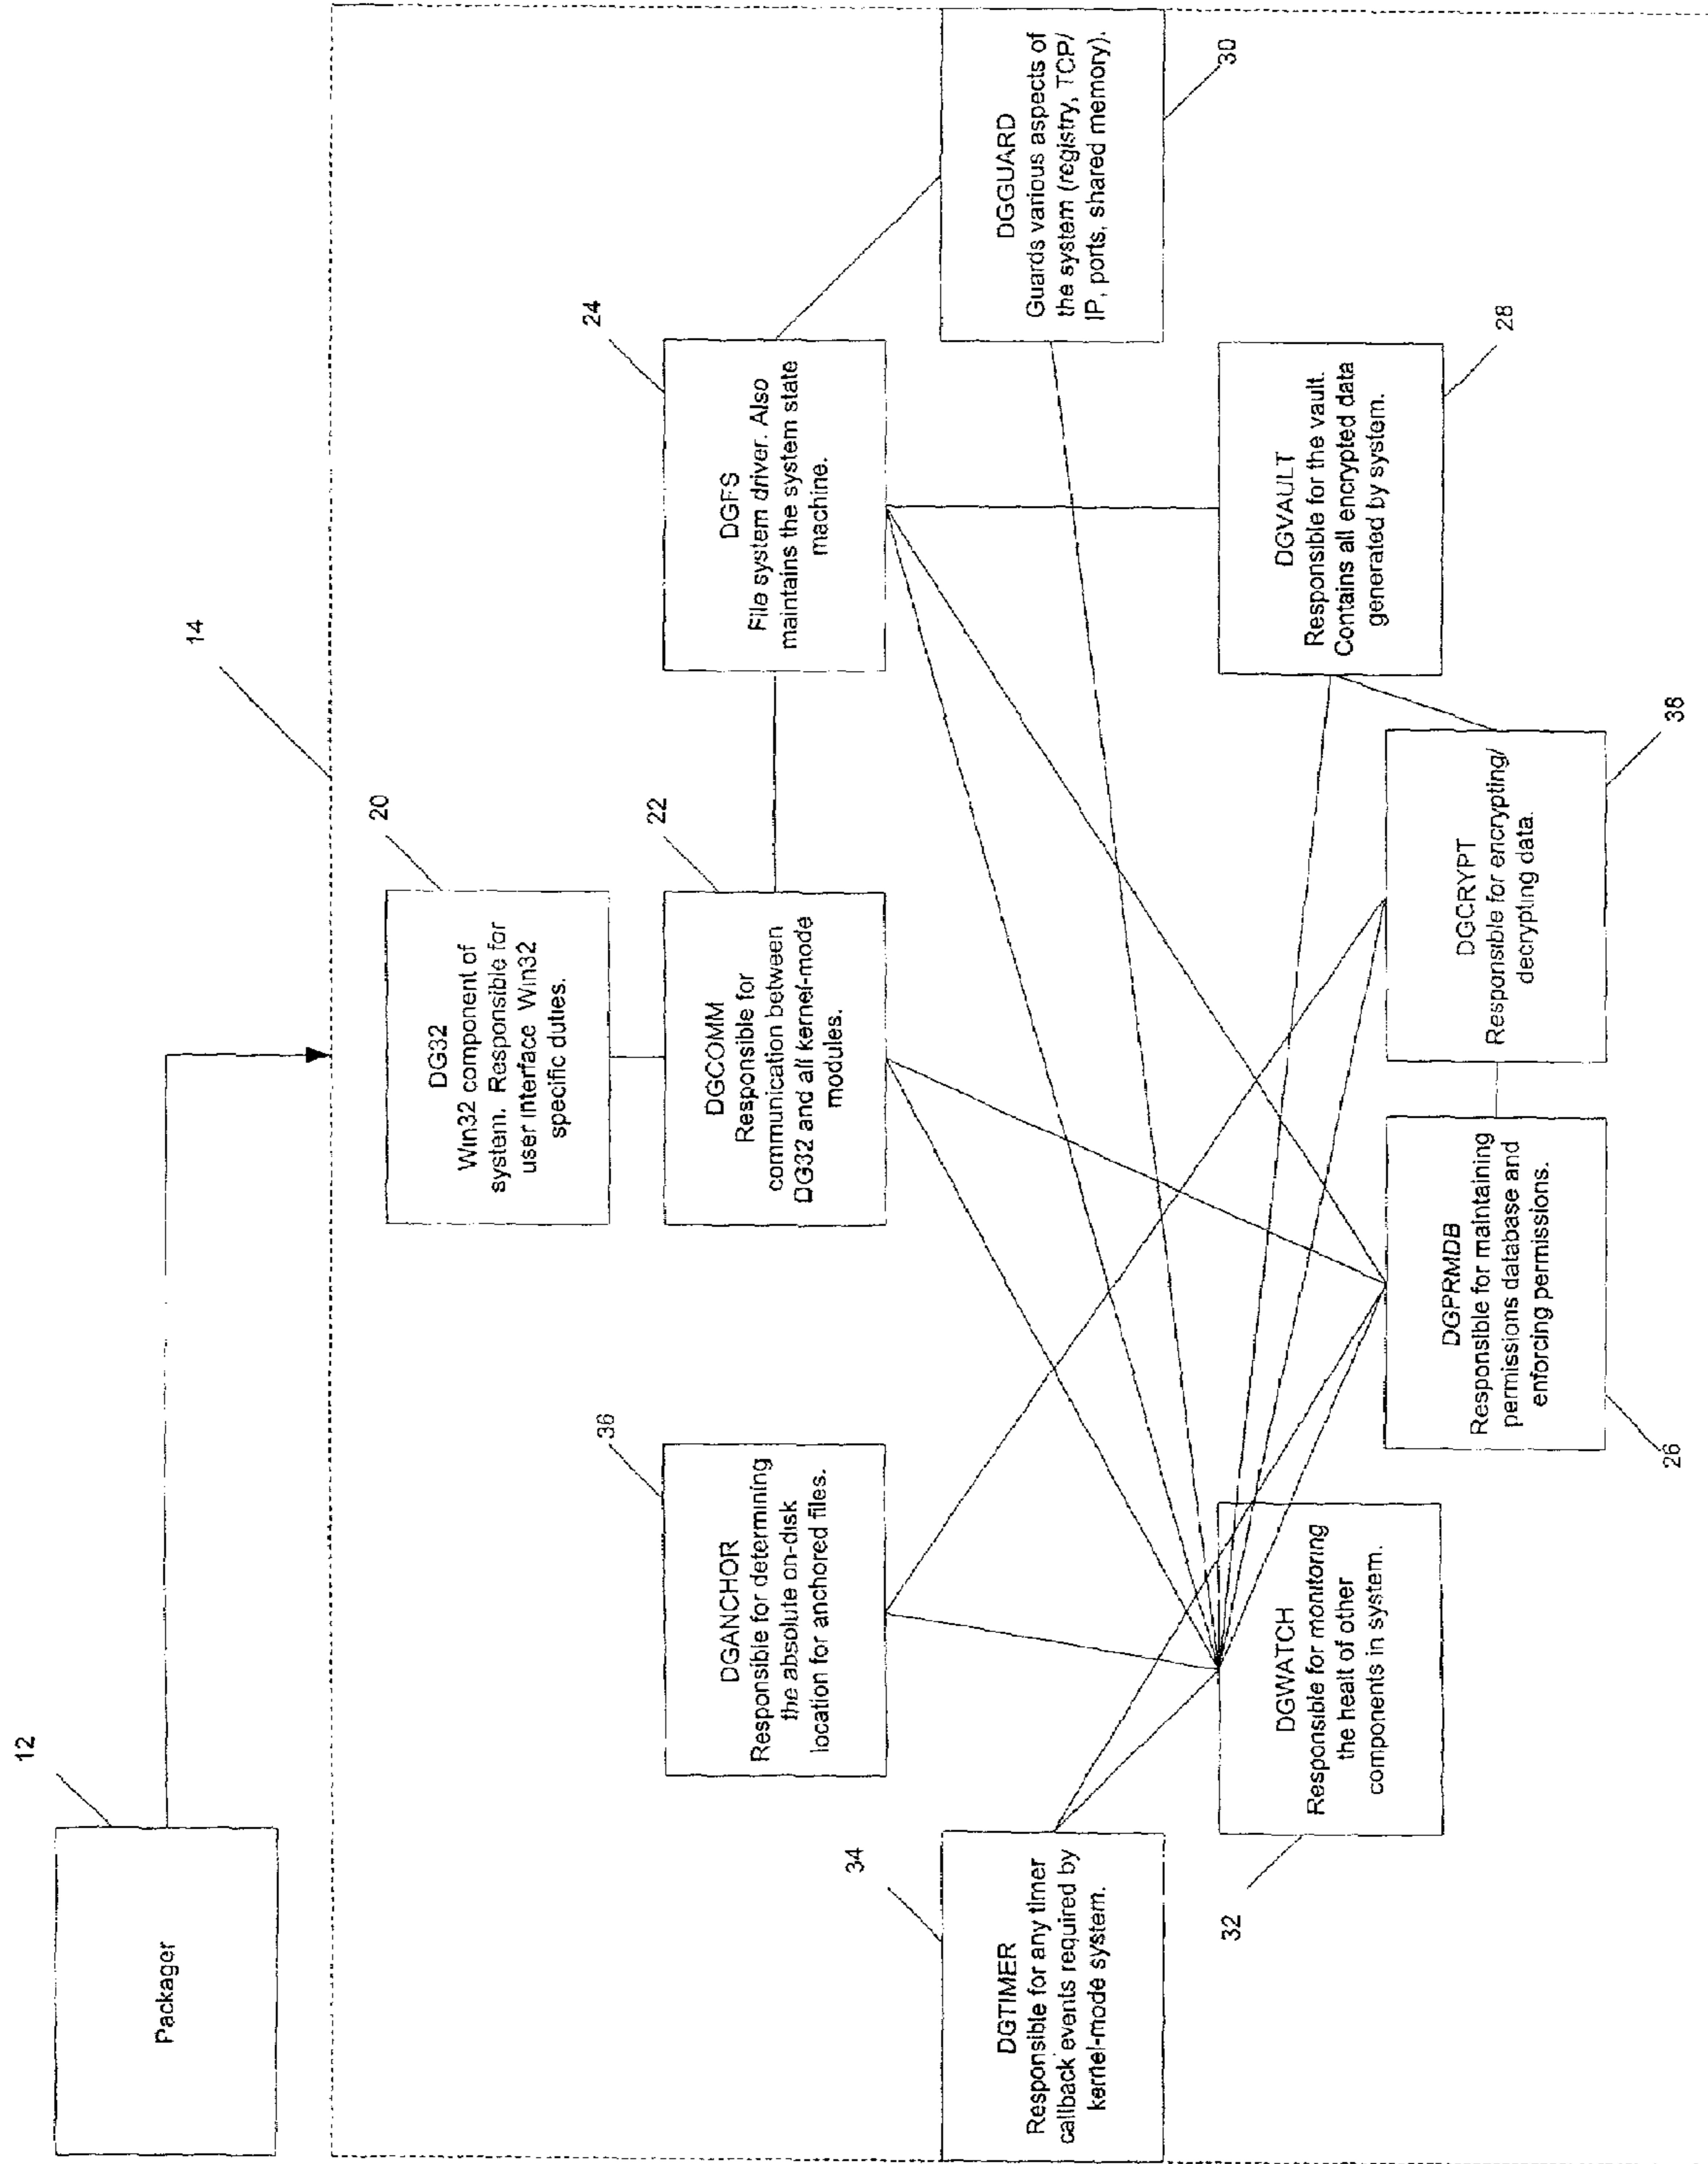 Packager
12
14
DG32
Win32 component of
system. Responsible for
user interface Win32
specific duties.
20
DGCOMM
Responsible for
communication between
DG32 and all kernel-mode
modules.
22
DGFS
File system driver. Also
maintains the system state
machine.
24
DGANCHOR
Responsible for determining
the absolute on-disk
location for anchored files.
36
DGTIMER
Responsible for any timer
callback events required by
kernel-mode system.
34
DGGUARD
Guards various aspects of
the system (registry, TCP/
IP, ports, shared memory).
30
DGWATCH
Responsible for monitoring
the healt of other
components in system.
32
DGVAULT
Responsible for the vault.
Contains all encrypted data
generated by system.
28
DGPRMDB
Responsible for maintaining
permissions database and
enforcing permissions.
26
DGCRYPT
Responsible for encrypting/
decrypting data.
38